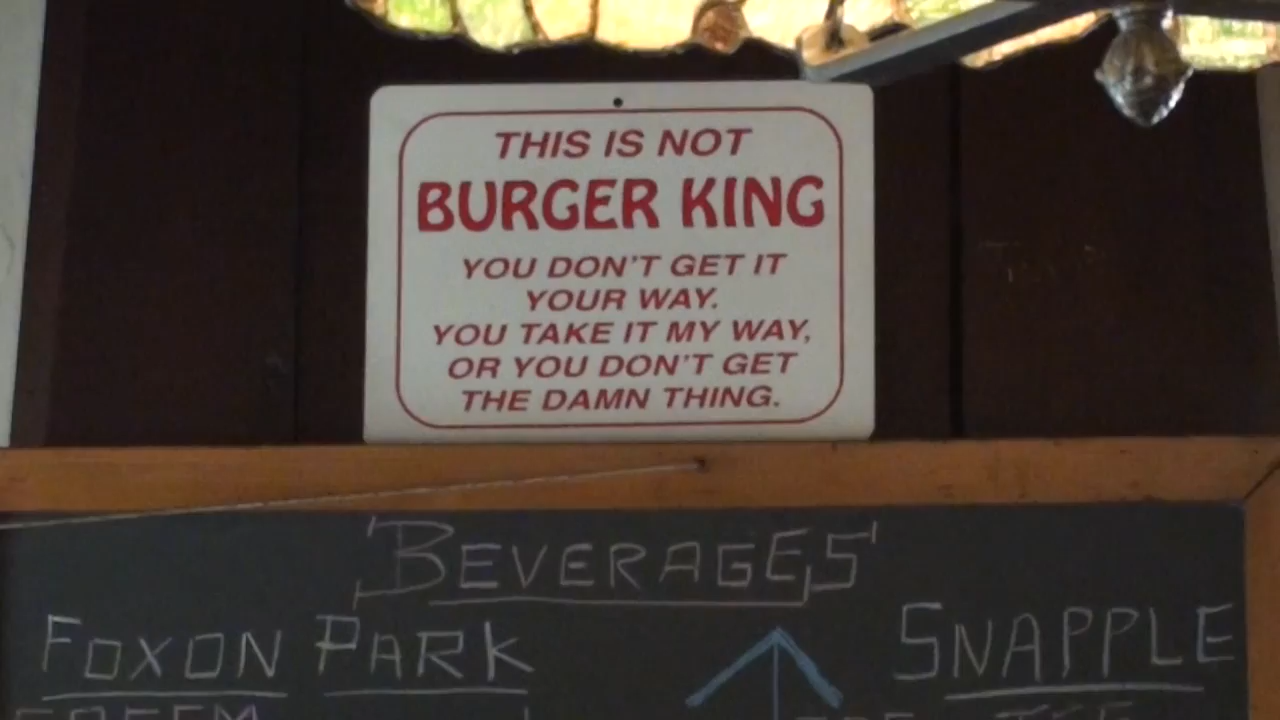 THIS IS NOT
BURGER KING
YOU DON'T GET IT
YOUR WAY.
YOU TAKE IT MY WAY,
OR YOU DON'T GET
THE DAMN THING.
BEVERAGES
FOXON PARK
SNAPPLE